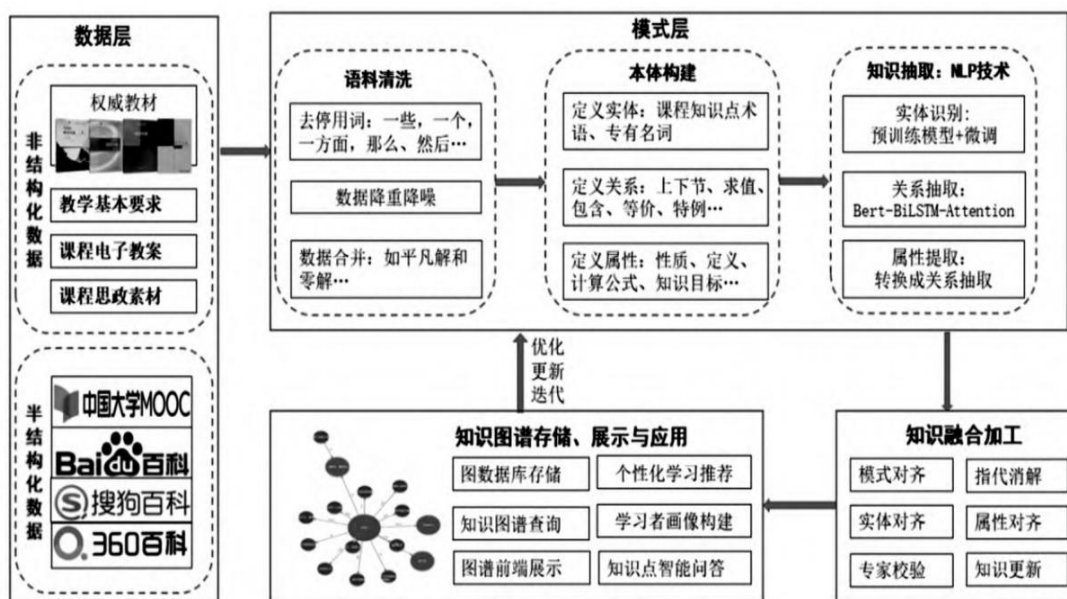 数据层
非结构化数据
权威教材
教学基本要求
课程电子教案
课程思政素材
半结构化数据
中国大学MOOC
Bai du 百科
搜狗百科
360百科
模式层
语料清洗
去停用词：一些，一个，
一方面，那么、然后…
数据降重降噪
数据合并：如平凡解和
零解…
本体构建
定义实体：课程知识点术
语、专有名词
定义关系：上下节、求值、
包含、等价、特例…
定义属性：性质、定义、
计算公式、知识目标…
知识抽取：NLP技术
实体识别：
预训练模型+微调
关系抽取：
Bert-BiLSTM-Attention
属性提取：
转换成关系抽取
优化
更新
迭代
知识图谱存储、展示与应用
图数据库存储
个性化学习推荐
知识图谱查询
学习者画像构建
图谱前端展示
知识点智能问答
知识融合加工
模式对齐
指代消解
实体对齐
属性对齐
专家校验
知识更新